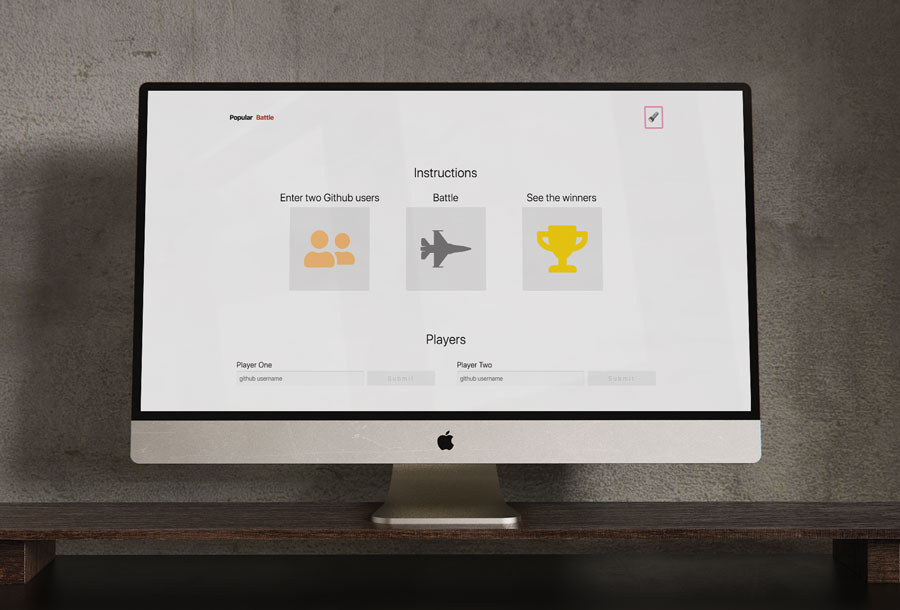 Popular Battle
Instructions
Enter two Github users
Battle
See the winners
Players
Player One
Player Two
github username
Submit
github username
Submit